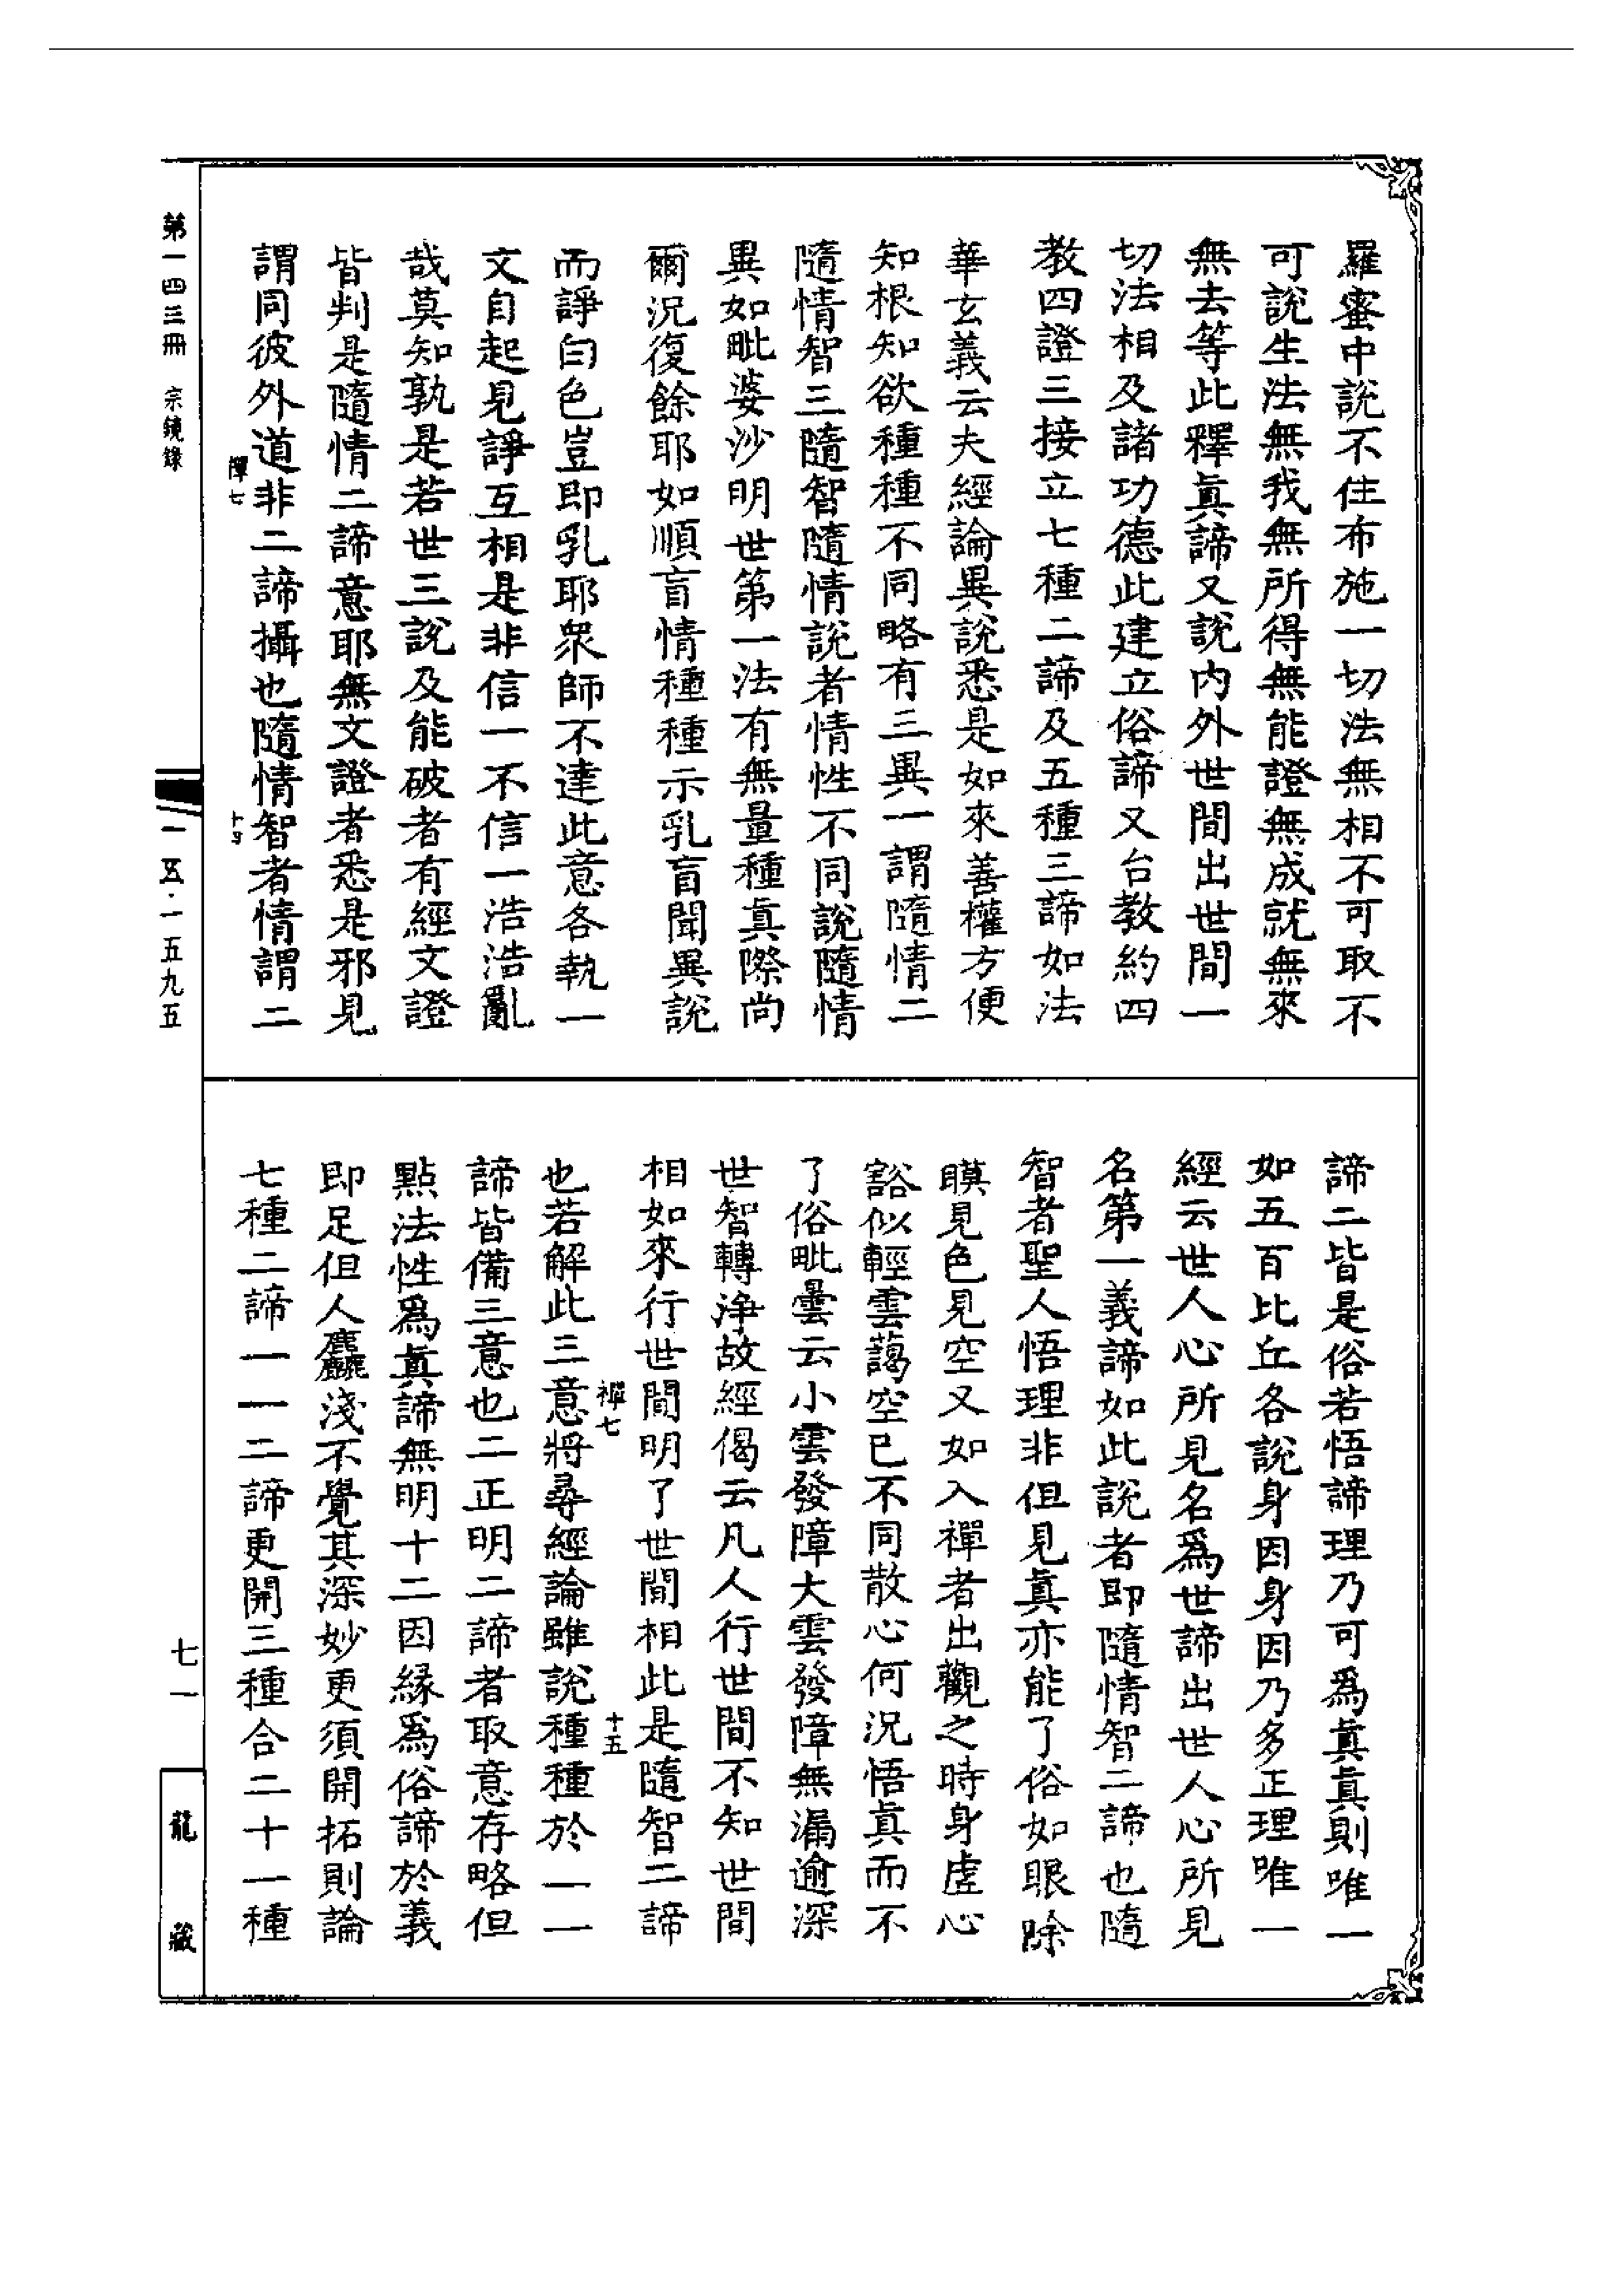 羅蜜中說不住布施一切法無相不可取不
可說生法無我無所得無能證無成就無來
無去等此釋眞諦又說内外世間出世間一
切法相及諸功德此建立俗諦又台教約四
教四證三接立七種二諦及五種三諦如法
華玄義云夫經論異說悉是如來善權方便
知根知欲種種不同略有三異一謂隨情二
隨情智三隨智隨情說者情性不同說隨情
異如毗婆沙明世第一法有無量種眞際尚
爾況復餘耶如順盲情種種示乳盲聞異說
而諍白色豈即乳耶眾師不達此意各執一
文自起見諍互相是非信一不信一浩浩亂
哉莫知孰是若世三說及能破者有經文證
皆判是隨情二諦意耶無文證者悉是邪見
謂同彼外道非二諦攝也隨情智者情謂二
禪七
十四
諦二皆是俗若悟諦理乃可爲眞眞則唯一
如五百比丘各說身因身因乃多正理唯一
經云世人心所見名爲世諦出世人心所見
名第一義諦如此說者即隨情智二諦也隨
智者聖人悟理非但見眞亦能了俗如眼除
瞙見色見空又如入禪者出觀之時身虛心
豁似輕雲藹空已不同散心何況悟眞而不
了俗毗曇云小雲發障大雲發障無漏逾深
世智轉淨故經偈云凡人行世間不知世間
相如來行世間明了世間相此是隨智二諦
禪七
十五
也若解此三意將尋經論雖說種種於一一
諦皆備三意也二正明二諦者取意存略但
點法性爲眞諦無明十二因緣爲俗諦於義
即足但人麤淺不覺其深妙更須開拓則論
七種二諦一一二諦更開三種合二十一種
第一四三冊 宗鏡錄
一五·一五九五
七一
龍藏